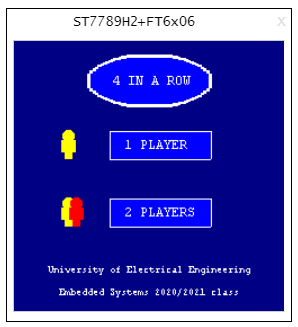 ST7789H2+FT6x06 X
4 IN A ROW
1 PLAYER
2 PLAYERS
University of Electrical Engineering
Embedded Systems 2020/2021 class